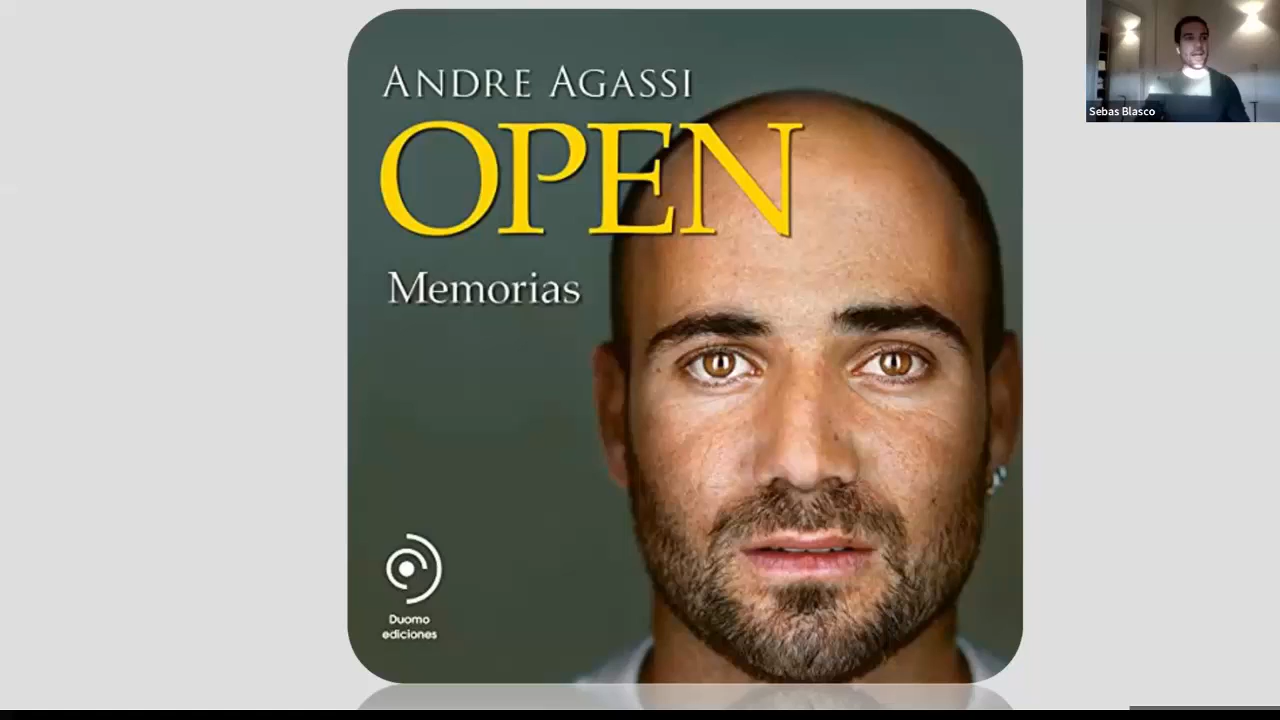 ANDRE AGASSI
OPEN
Memorias
Duomo
ediciones
Sebas Blasco